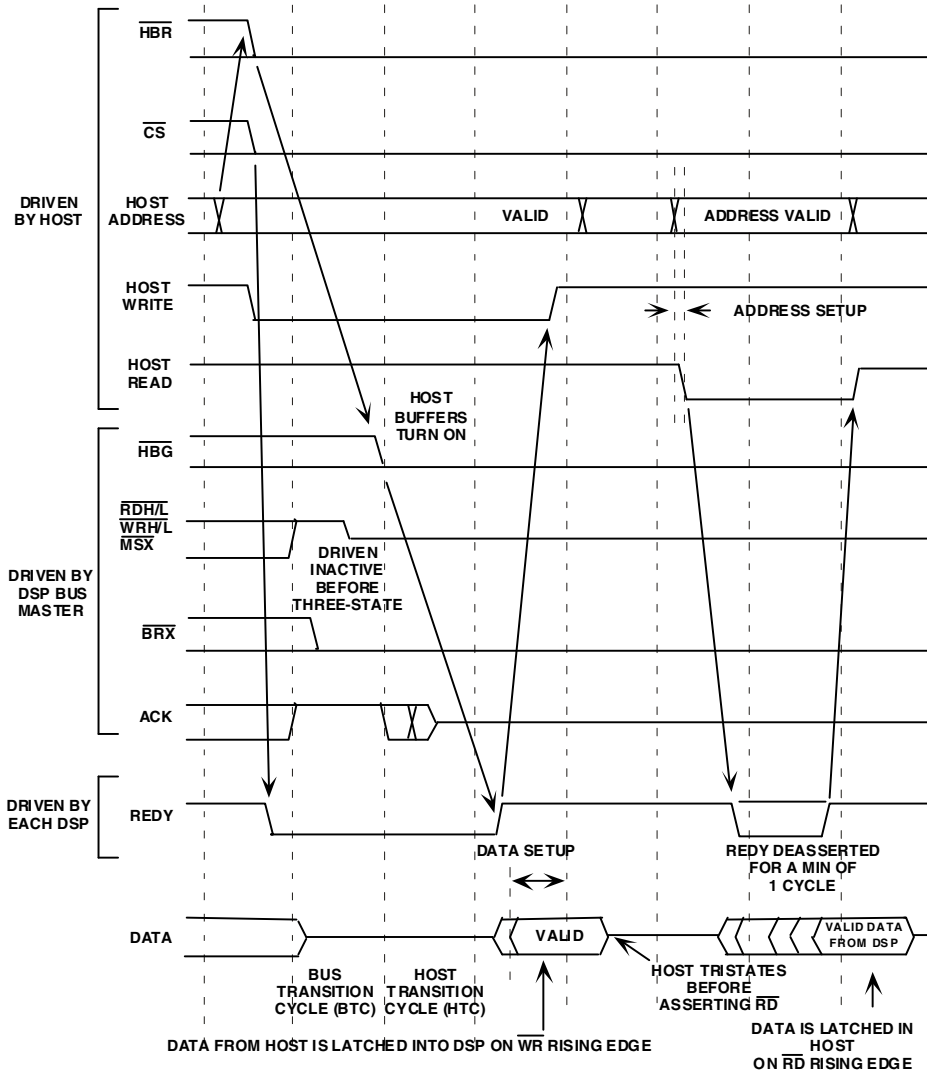 HBR
CS
DRIVEN
BY HOST
HOST
ADDRESS
VALID
ADDRESS VALID
HOST
WRITE
ADDRESS SETUP
HOST
READ
HOST
BUFFERS
TURN ON
HBG
RDH/L
WRH/L
MSX
DRIVEN
INACTIVE
BEFORE
THREE-STATE
DRIVEN BY
DSP BUS
MASTER
BRX
ACK
DRIVEN BY
EACH DSP
REDY
DATA SETUP
REDY DEASSERTED
FOR A MIN OF
1 CYCLE
DATA
VALID
VALID DATA
FROM DSP
BUS
TRANSITION
CYCLE (BTC)
HOST
TRANSITION
CYCLE (HTC)
HOST TRISTATES
BEFORE
ASSERTING RD
DATA FROM HOST IS LATCHED INTO DSP ON WR RISING EDGE
DATA IS LATCHED IN
HOST
ON RD RISING EDGE